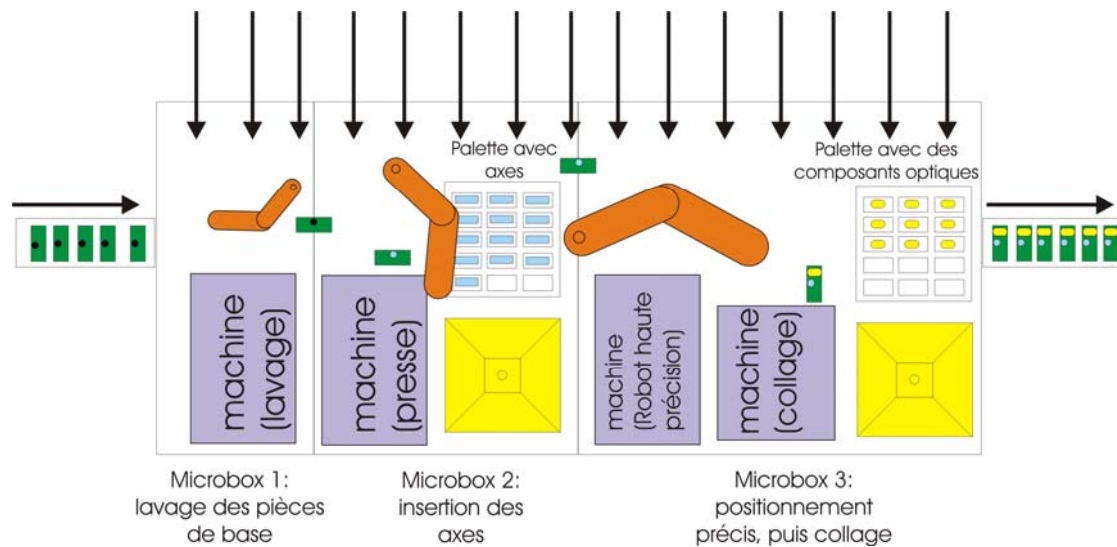 Palette avec
axes
Palette avec des
composants optiques
machine
(lavage)
machine
(presse)
machine
(Robot haute
précision)
machine
(collage)
Microbox 1:
lavage des pièces
de base
Microbox 2:
insertion des
axes
Microbox 3:
positionnement
précis, puis collage